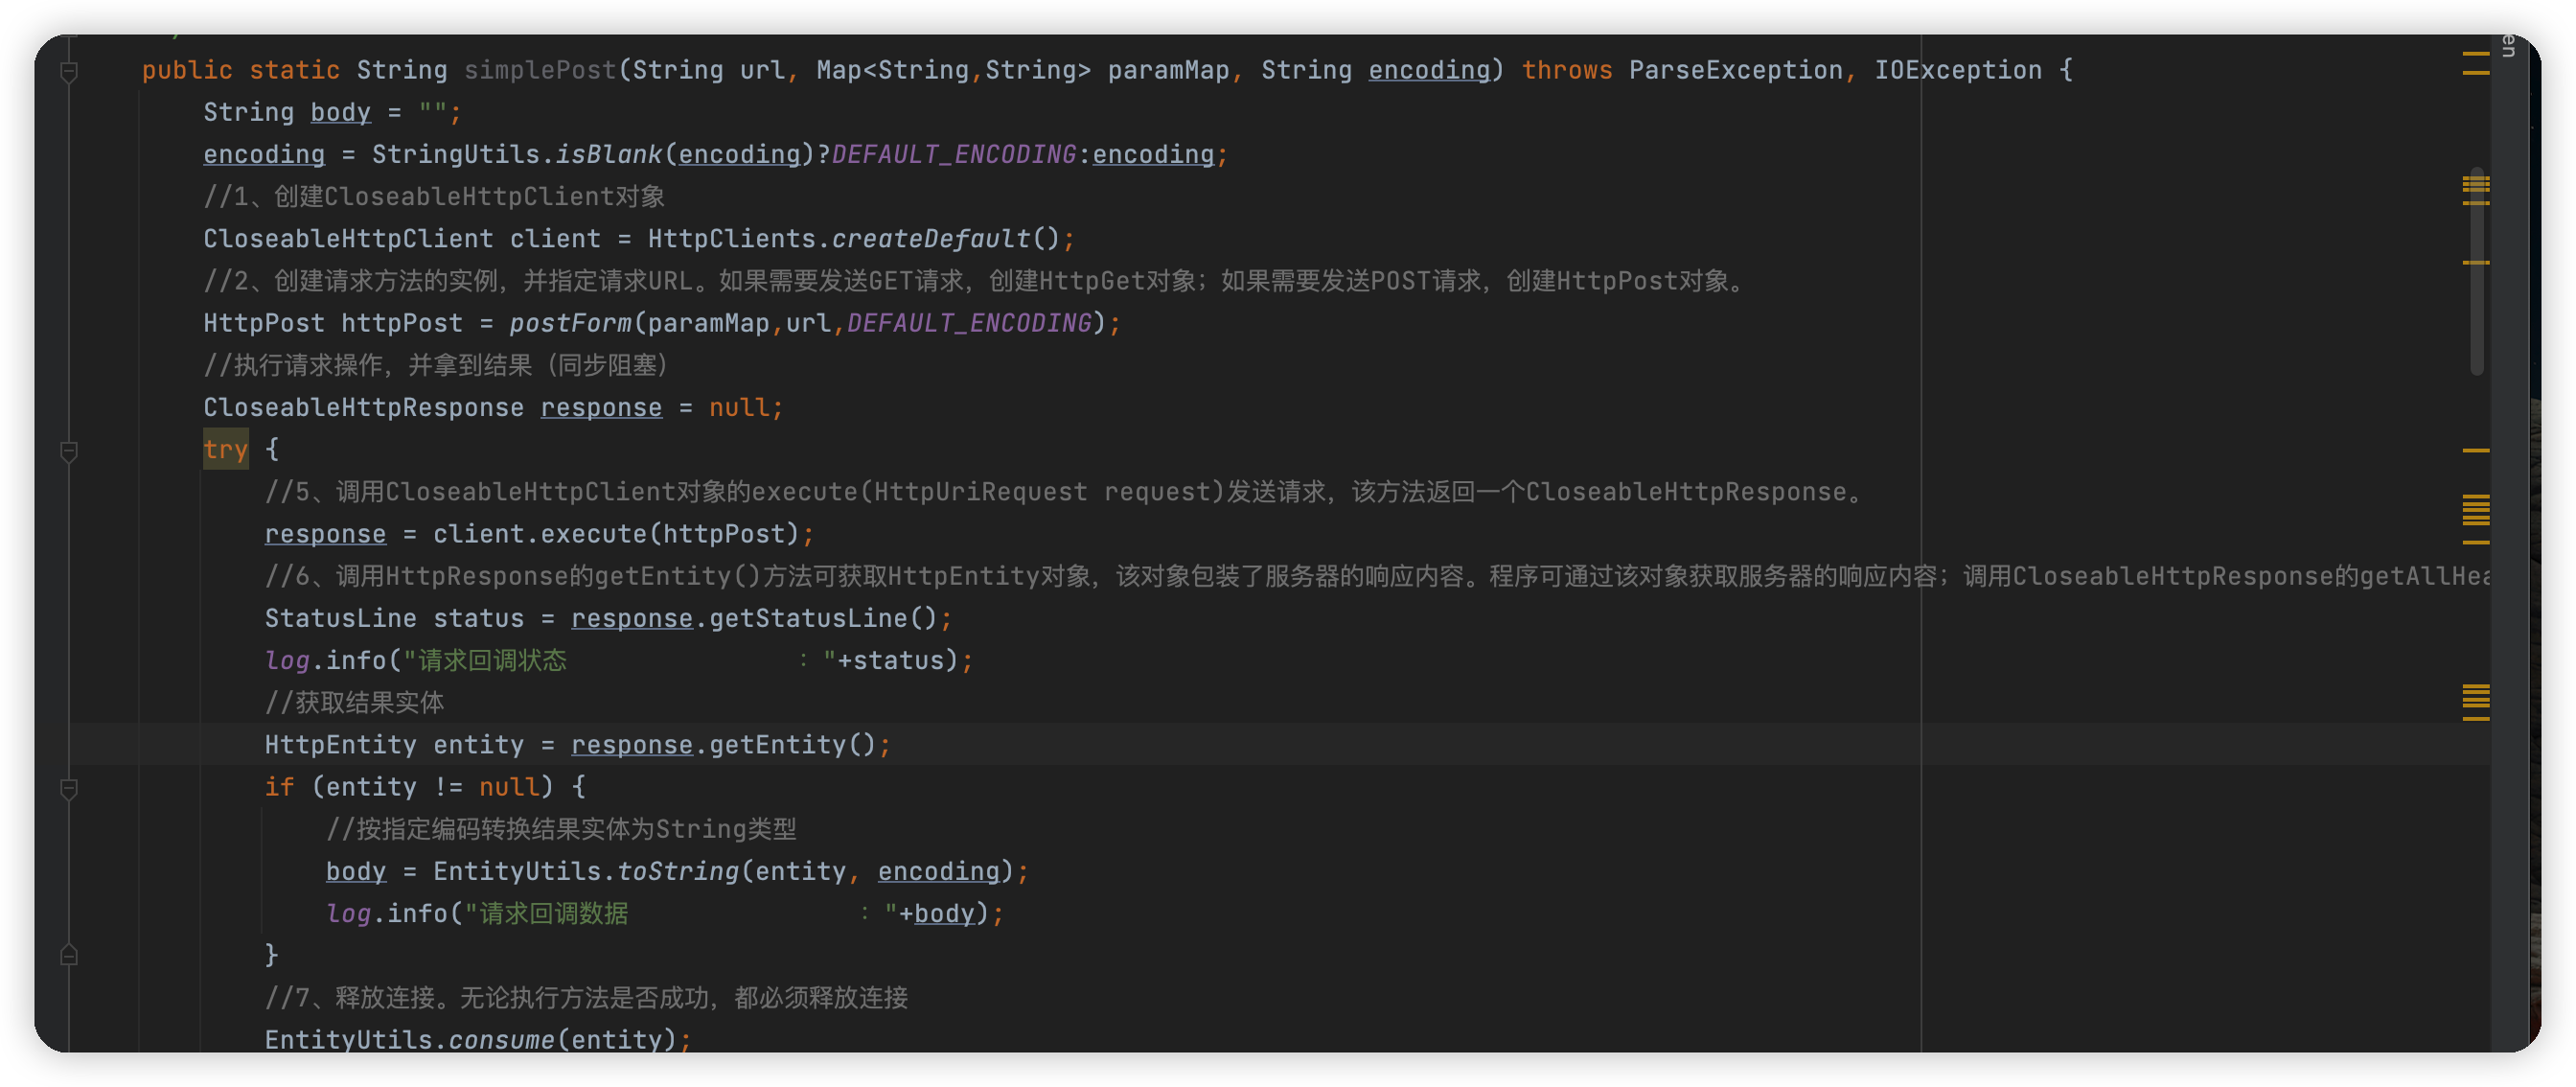 public static String simplePost(String url, Map<String,String> paramMap, String encoding) throws ParseException, IOException {
String body = "";
encoding = StringUtils.isBlank(encoding)?DEFAULT_ENCODING:encoding;
//1、创建CloseableHttpClient对象
CloseableHttpClient client = HttpClients.createDefault();
//2、创建请求方法的实例，并指定请求URL。如果需要发送GET请求，创建HttpGet对象；如果需要发送POST请求，创建HttpPost对象。
HttpPost httpPost = postForm(paramMap,url,DEFAULT_ENCODING);
//执行请求操作，并拿到结果（同步阻塞）
CloseableHttpResponse response = null;
try {
//5、调用CloseableHttpClient对象的execute(HttpUriRequest request)发送请求，该方法返回一个CloseableHttpResponse。
response = client.execute(httpPost);
//6、调用HttpResponse的getEntity()方法可获取HttpEntity对象，该对象包装了服务器的响应内容。程序可通过该对象获取服务器的响应内容；调用CloseableHttpResponse的getAllHea
StatusLine status = response.getStatusLine();
log.info("请求回调状态               ："+status);
//获取结果实体
HttpEntity entity = response.getEntity();
if (entity != null) {
//按指定编码转换结果实体为String类型
body = EntityUtils.toString(entity, encoding);
log.info("请求回调数据               ："+body);
}
//7、释放连接。无论执行方法是否成功，都必须释放连接
EntityUtils.consume(entity);
en